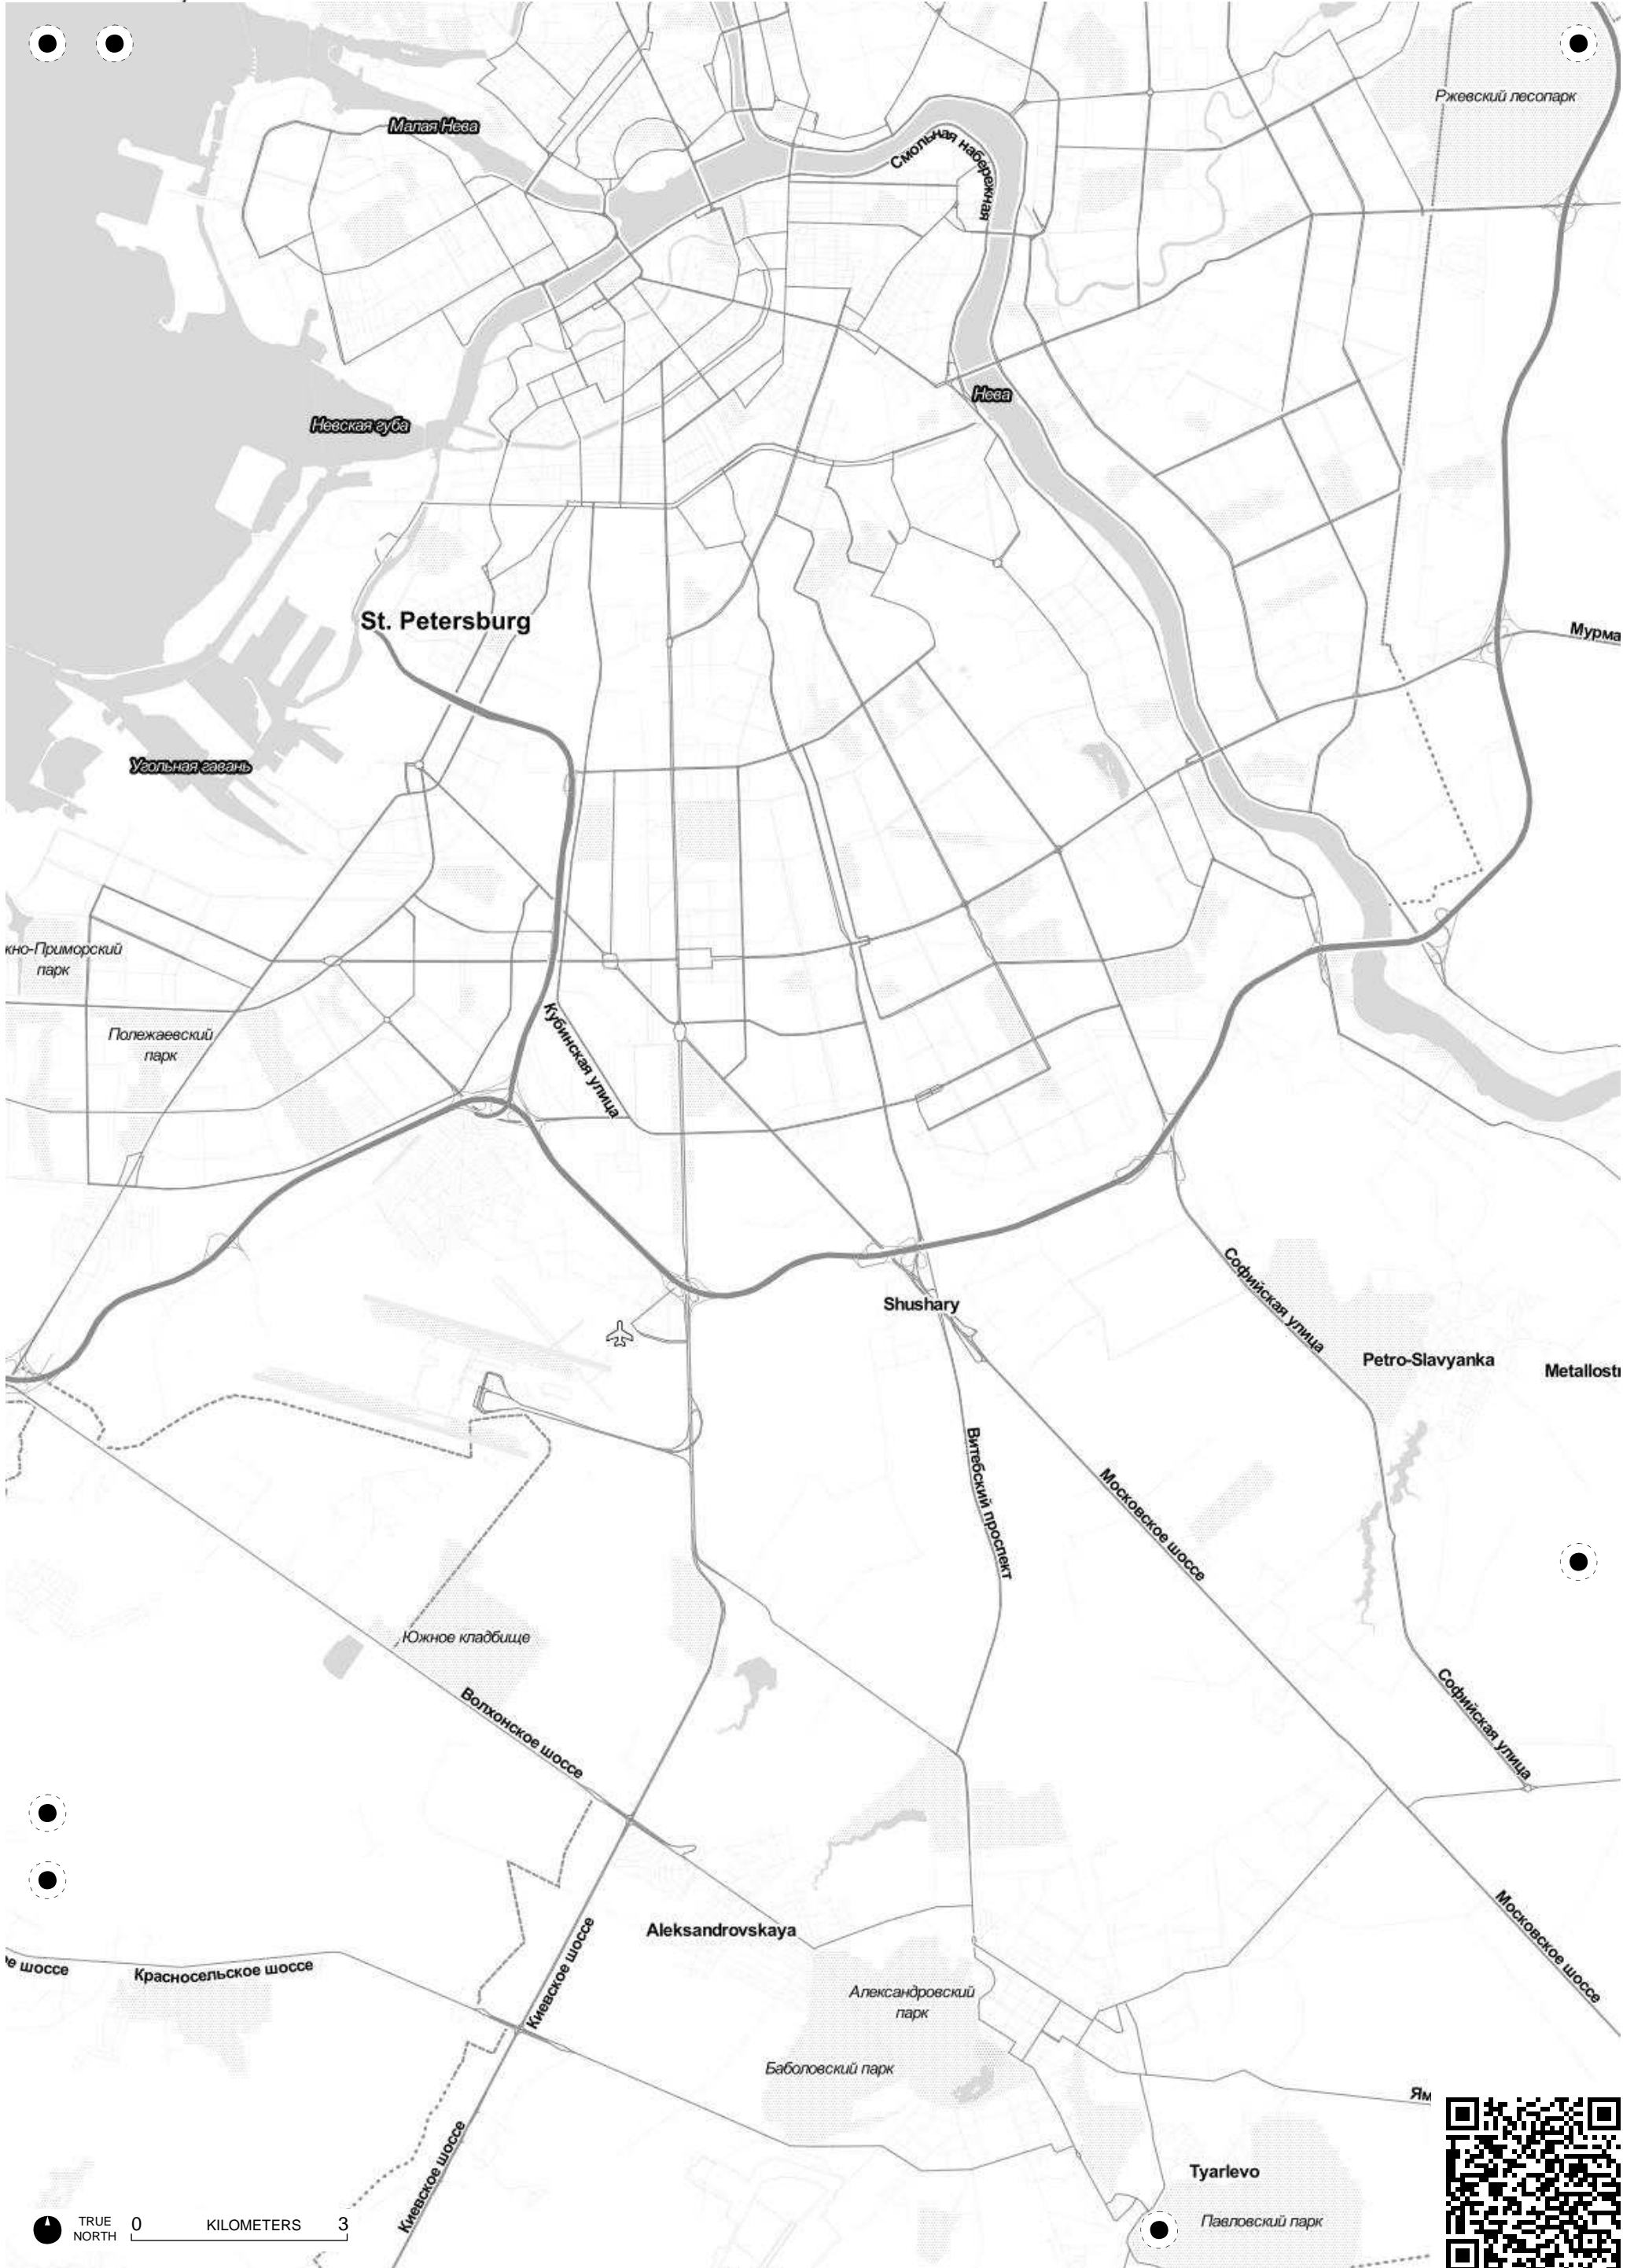 Ржевский лесопарк
Малая Нева
Смольная набережная
Нева
Невская губа
St. Petersburg
Мурма
Угольная гавань
жно-Приморский
парк
Полежаевский
парк
Кубинская улица
Софийская улица
Shushary
Petro-Slavyanka
Metallostr
Витебский проспект
Московское шоссе
Южное кладбище
Волхонское шоссе
Софийская улица
Московское шоссе
Aleksandrovskaya
Киевское шоссе
ое шоссе
Красносельское шоссе
Александровский
парк
Баболовский парк
Ям
Киевское шоссе
Tyarlevo
Павловский парк
TRUE
NORTH
0 KILOMETERS 3